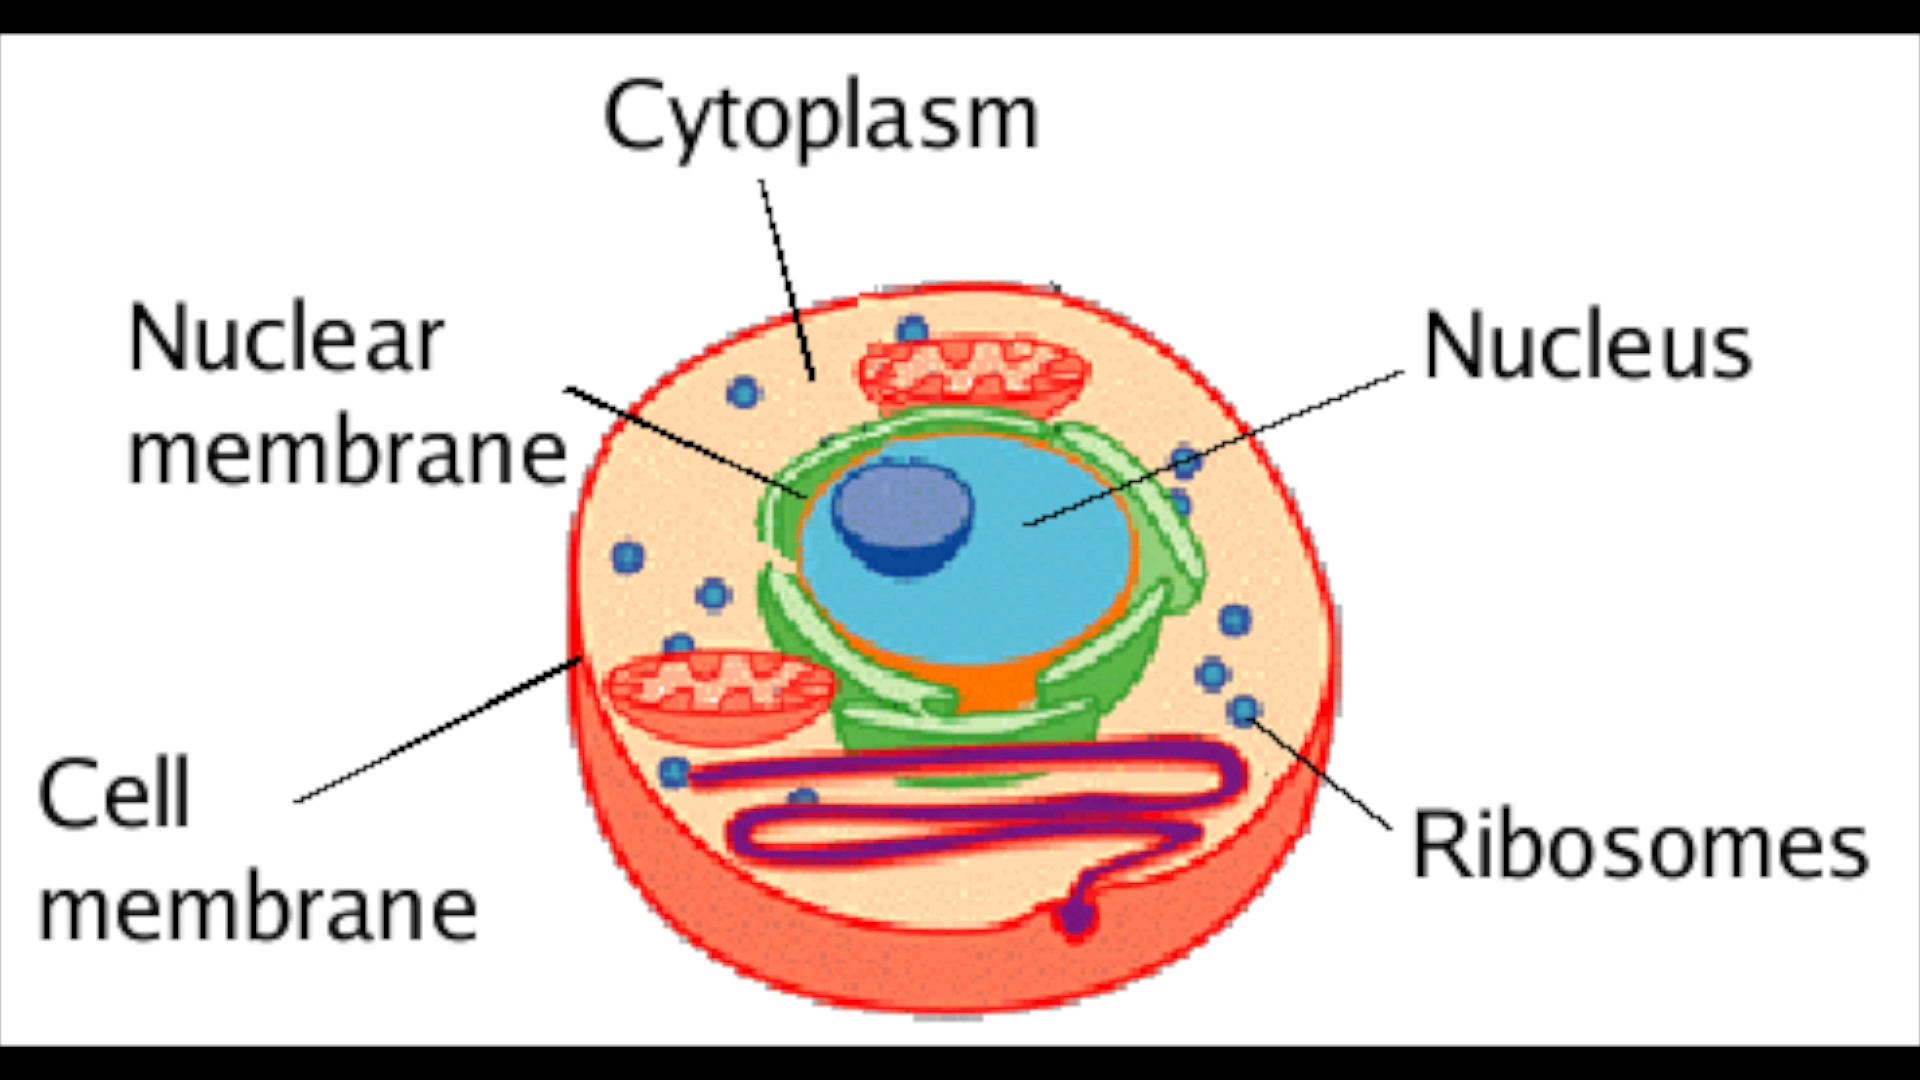 Cytoplasm
Nuclear
membrane
Nucleus
Cell
membrane
Ribosomes